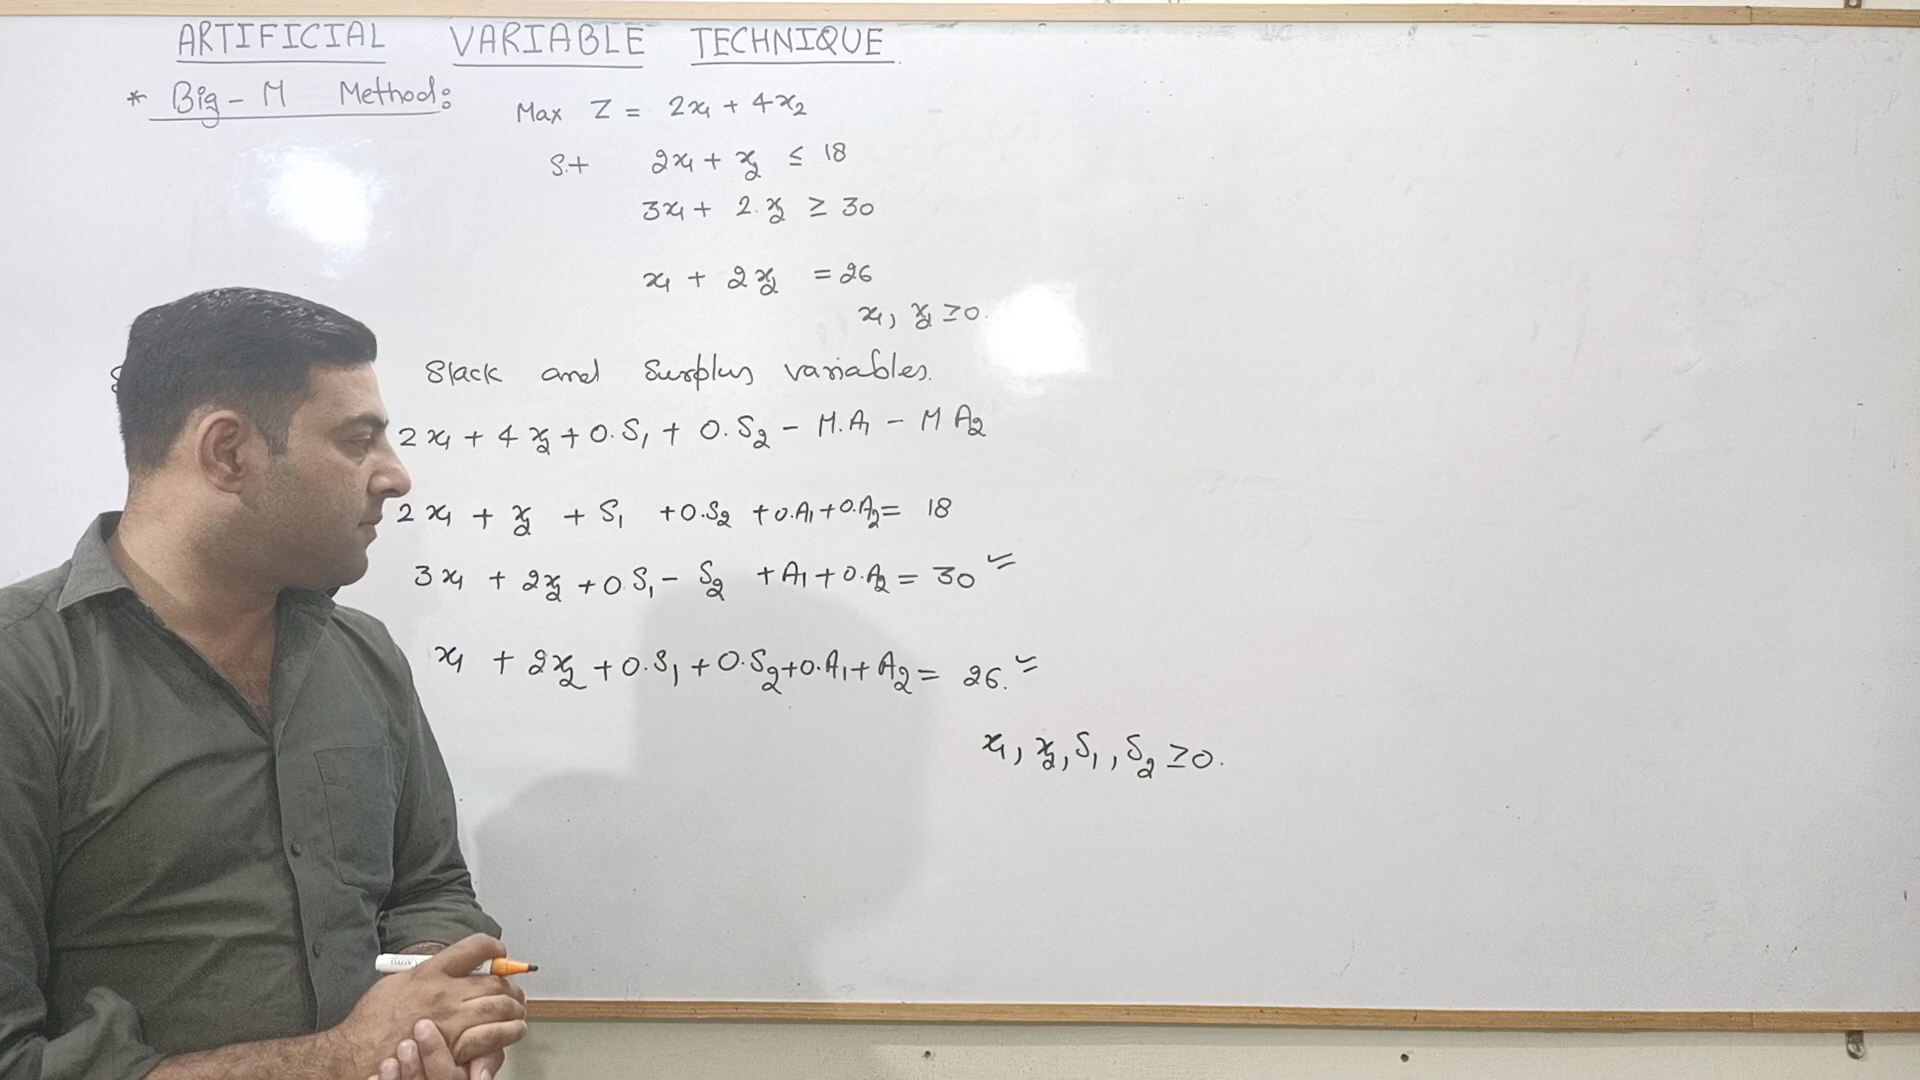 ARTIFICIAL VARIABLE TECHNIQUE.
* Big-M Method:
Max Z = 2x₁ + 4x₂
S.t 2x₁ + x₂ ≤ 18
3x₁ + 2.x₂ ≥ 30
x₁ + 2x₂ = 26
x₁, x₂ ≥ 0.
Slack and Surplus variables.
2x₁ + 4x₂ + 0.S₁ + 0.S₂ - M.A₁ - M A₂
2x₁ + x₂ + S₁ + 0.S₂ + 0.A₁ + 0.A₂ = 18
3x₁ + 2x₂ + 0.S₁ - S₂ + A₁ + 0.A₂ = 30
x₁ + 2x₂ + 0.S₁ + 0.S₂ + 0.A₁ + A₂ = 26.
x₁, x₂, S₁, S₂ ≥ 0.